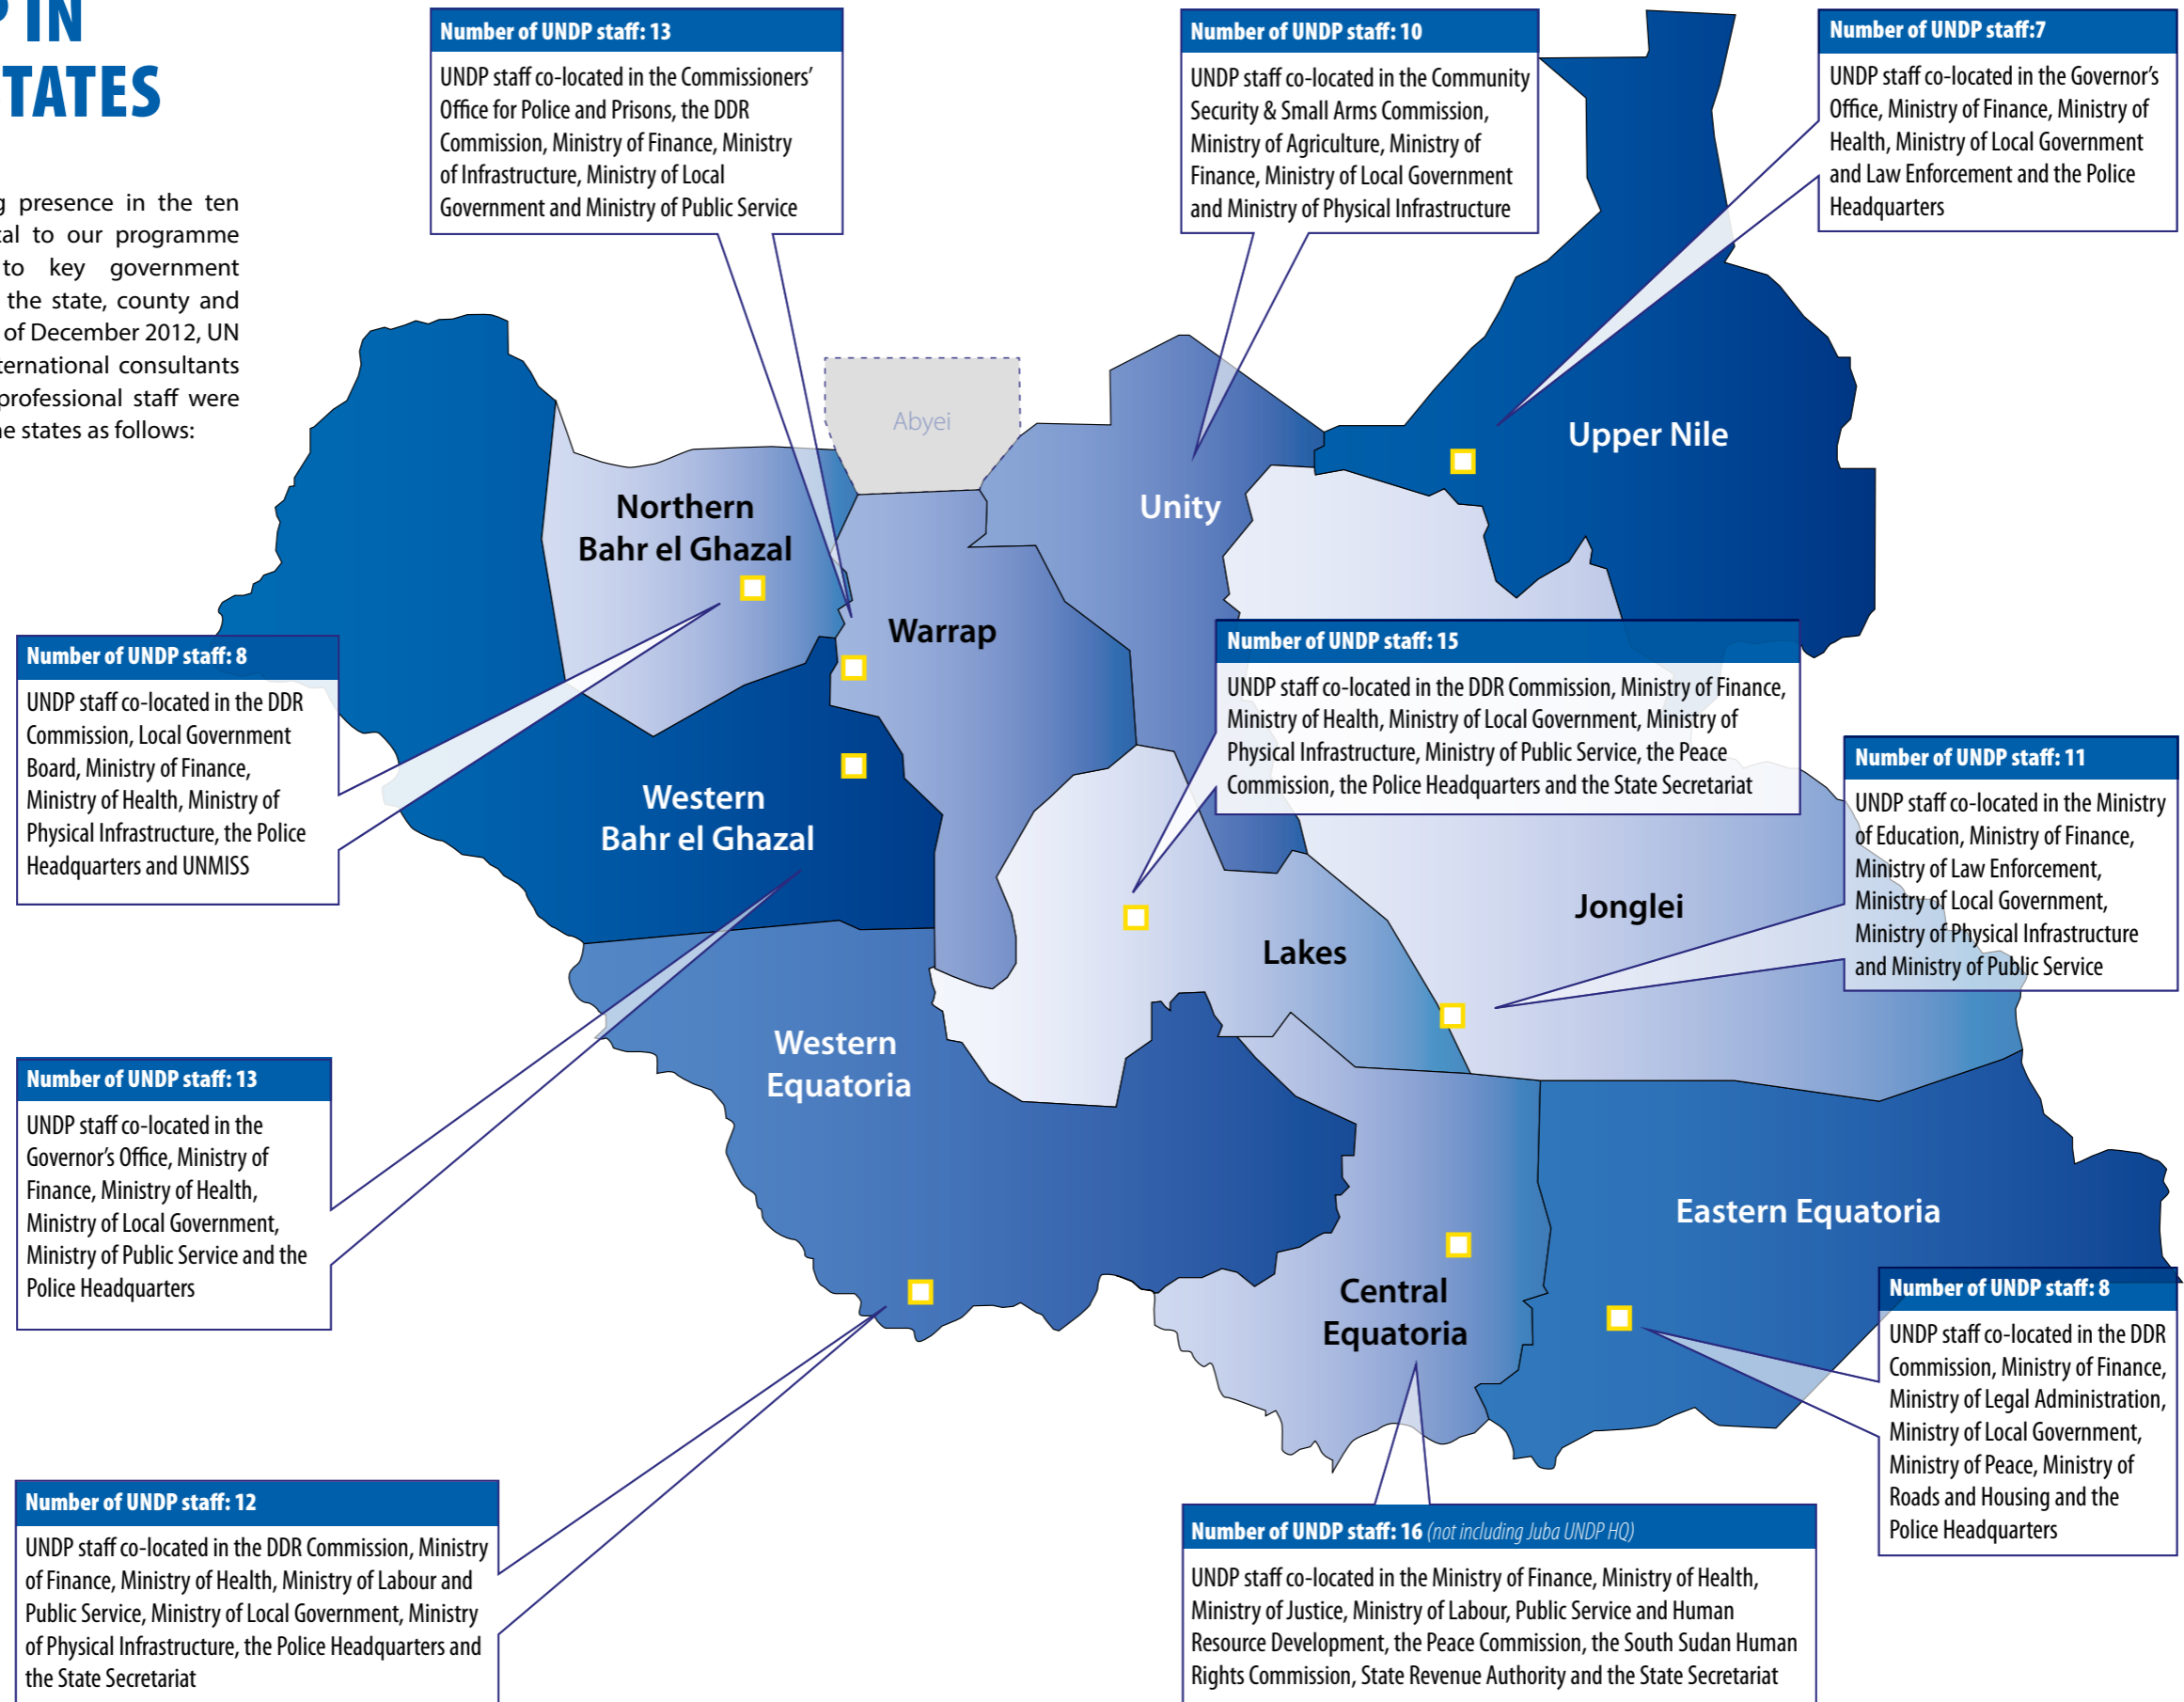 P IN
TATES
g presence in the ten
cal to our programme
to key government
the state, county and
of December 2012, UN
ternational consultants
professional staff were
he states as follows:
Number of UNDP staff: 13
UNDP staff co-located in the Commissioners'
Office for Police and Prisons, the DDR
Commission, Ministry of Finance, Ministry
of Infrastructure, Ministry of Local
Government and Ministry of Public Service
Number of UNDP staff: 10
UNDP staff co-located in the Community
Security & Small Arms Commission,
Ministry of Agriculture, Ministry of
Finance, Ministry of Local Government
and Ministry of Physical Infrastructure
Number of UNDP staff:7
UNDP staff co-located in the Governor's
Office, Ministry of Finance, Ministry of
Health, Ministry of Local Government
and Law Enforcement and the Police
Headquarters
Abyei
Upper Nile
Northern
Bahr el Ghazal
Unity
Warrap
Number of UNDP staff: 8
UNDP staff co-located in the DDR
Commission, Local Government
Board, Ministry of Finance,
Ministry of Health, Ministry of
Physical Infrastructure, the Police
Headquarters and UNMISS
Number of UNDP staff: 15
UNDP staff co-located in the DDR Commission, Ministry of Finance,
Ministry of Health, Ministry of Local Government, Ministry of
Physical Infrastructure, Ministry of Public Service, the Peace
Commission, the Police Headquarters and the State Secretariat
Western
Bahr el Ghazal
Number of UNDP staff: 11
UNDP staff co-located in the Ministry
of Education, Ministry of Finance,
Ministry of Law Enforcement,
Ministry of Local Government,
Ministry of Physical Infrastructure
and Ministry of Public Service
Jonglei
Lakes
Western
Equatoria
Number of UNDP staff: 13
UNDP staff co-located in the
Governor's Office, Ministry of
Finance, Ministry of Health,
Ministry of Local Government,
Ministry of Public Service and the
Police Headquarters
Eastern Equatoria
Central
Equatoria
Number of UNDP staff: 8
UNDP staff co-located in the DDR
Commission, Ministry of Finance,
Ministry of Legal Administration,
Ministry of Local Government,
Ministry of Peace, Ministry of
Roads and Housing and the
Police Headquarters
Number of UNDP staff: 12
UNDP staff co-located in the DDR Commission, Ministry
of Finance, Ministry of Health, Ministry of Labour and
Public Service, Ministry of Local Government, Ministry
of Physical Infrastructure, the Police Headquarters and
the State Secretariat
Number of UNDP staff: 16 (not including Juba UNDP HQ)
UNDP staff co-located in the Ministry of Finance, Ministry of Health,
Ministry of Justice, Ministry of Labour, Public Service and Human
Resource Development, the Peace Commission, the South Sudan Human
Rights Commission, State Revenue Authority and the State Secretariat